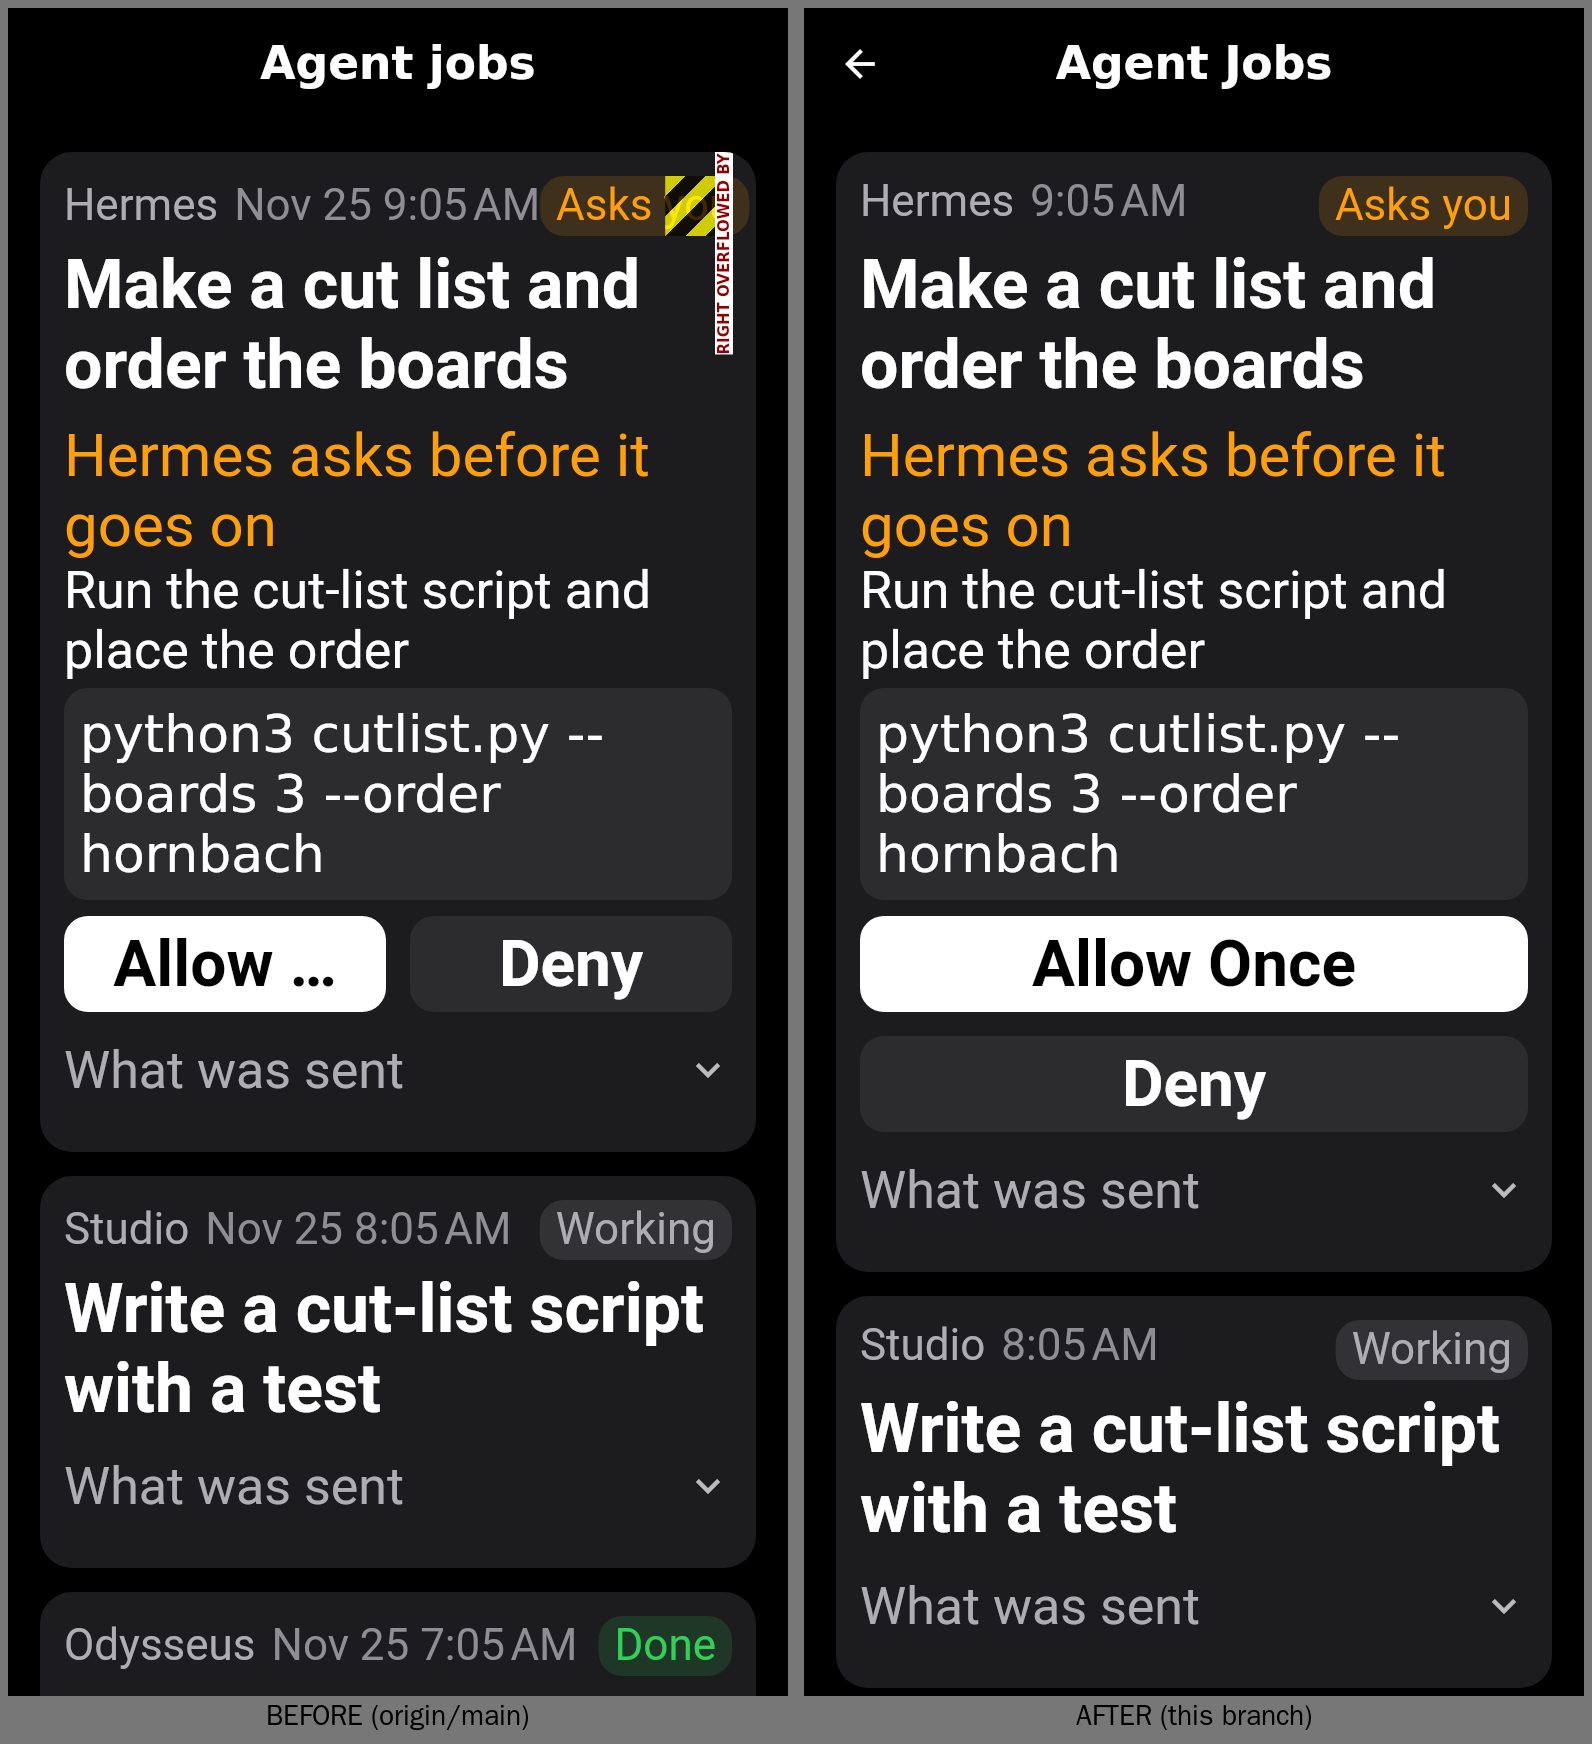 Agent jobs
Hermes Nov 25 9:05 AM Asks
RIGHT OVERFLOWED BY
Make a cut list and
order the boards
Hermes asks before it
goes on
Run the cut-list script and
place the order
python3 cutlist.py --
boards 3 --order
hornbach
Allow ...
Deny
What was sent
Studio Nov 25 8:05 AM Working
Write a cut-list script
with a test
What was sent
Odysseus Nov 25 7:05 AM Done
BEFORE (origin/main)
Agent Jobs
Hermes 9:05 AM Asks you
Make a cut list and
order the boards
Hermes asks before it
goes on
Run the cut-list script and
place the order
python3 cutlist.py --
boards 3 --order
hornbach
Allow Once
Deny
What was sent
Studio 8:05 AM Working
Write a cut-list script
with a test
What was sent
AFTER (this branch)